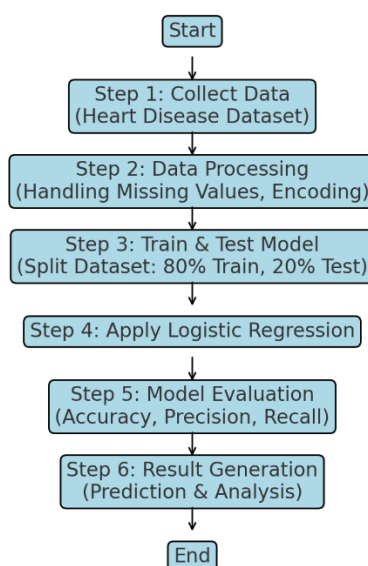 Start
Step 1: Collect Data
(Heart Disease Dataset)
Step 2: Data Processing
(Handling Missing Values, Encoding)
Step 3: Train & Test Model
(Split Dataset: 80% Train, 20% Test)
Step 4: Apply Logistic Regression
Step 5: Model Evaluation
(Accuracy, Precision, Recall)
Step 6: Result Generation
(Prediction & Analysis)
End